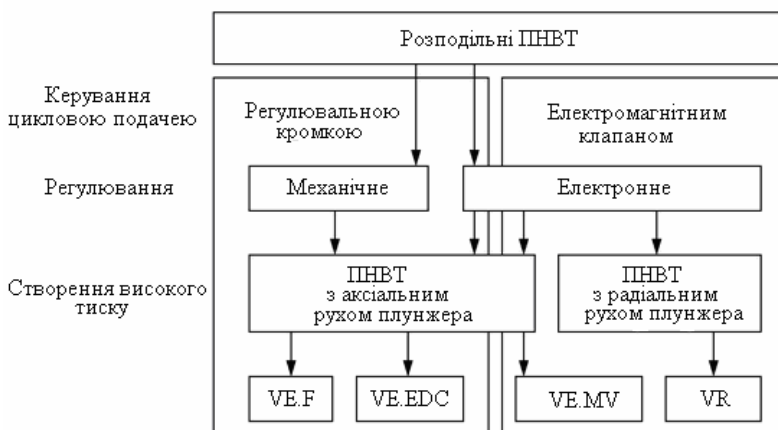 Розподільні ПНВТ
Керування
цикловою подачею
Регулювальною
кромкою
Електромагнітним
клапаном
Регулювання
Механічне
Електронне
Створення високого
тиску
ПНВТ
з аксіальним
рухом плунжера
ПНВТ
з радіальним
рухом плунжера
VE.F
VE.EDC
VE.MV
VR